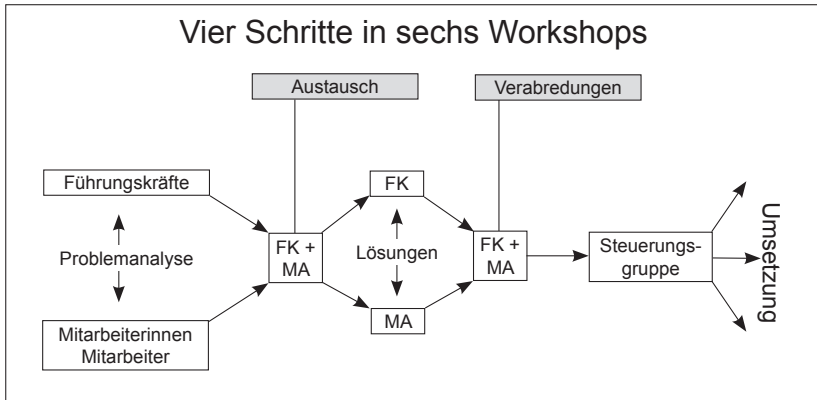 Vier Schritte in sechs Workshops
Austausch
Verabredungen
Führungskräfte
Problemanalyse
Mitarbeiterinnen
Mitarbeiter
FK +
MA
FK
Lösungen
MA
FK +
MA
Steuerungs-
gruppe
Umsetzung